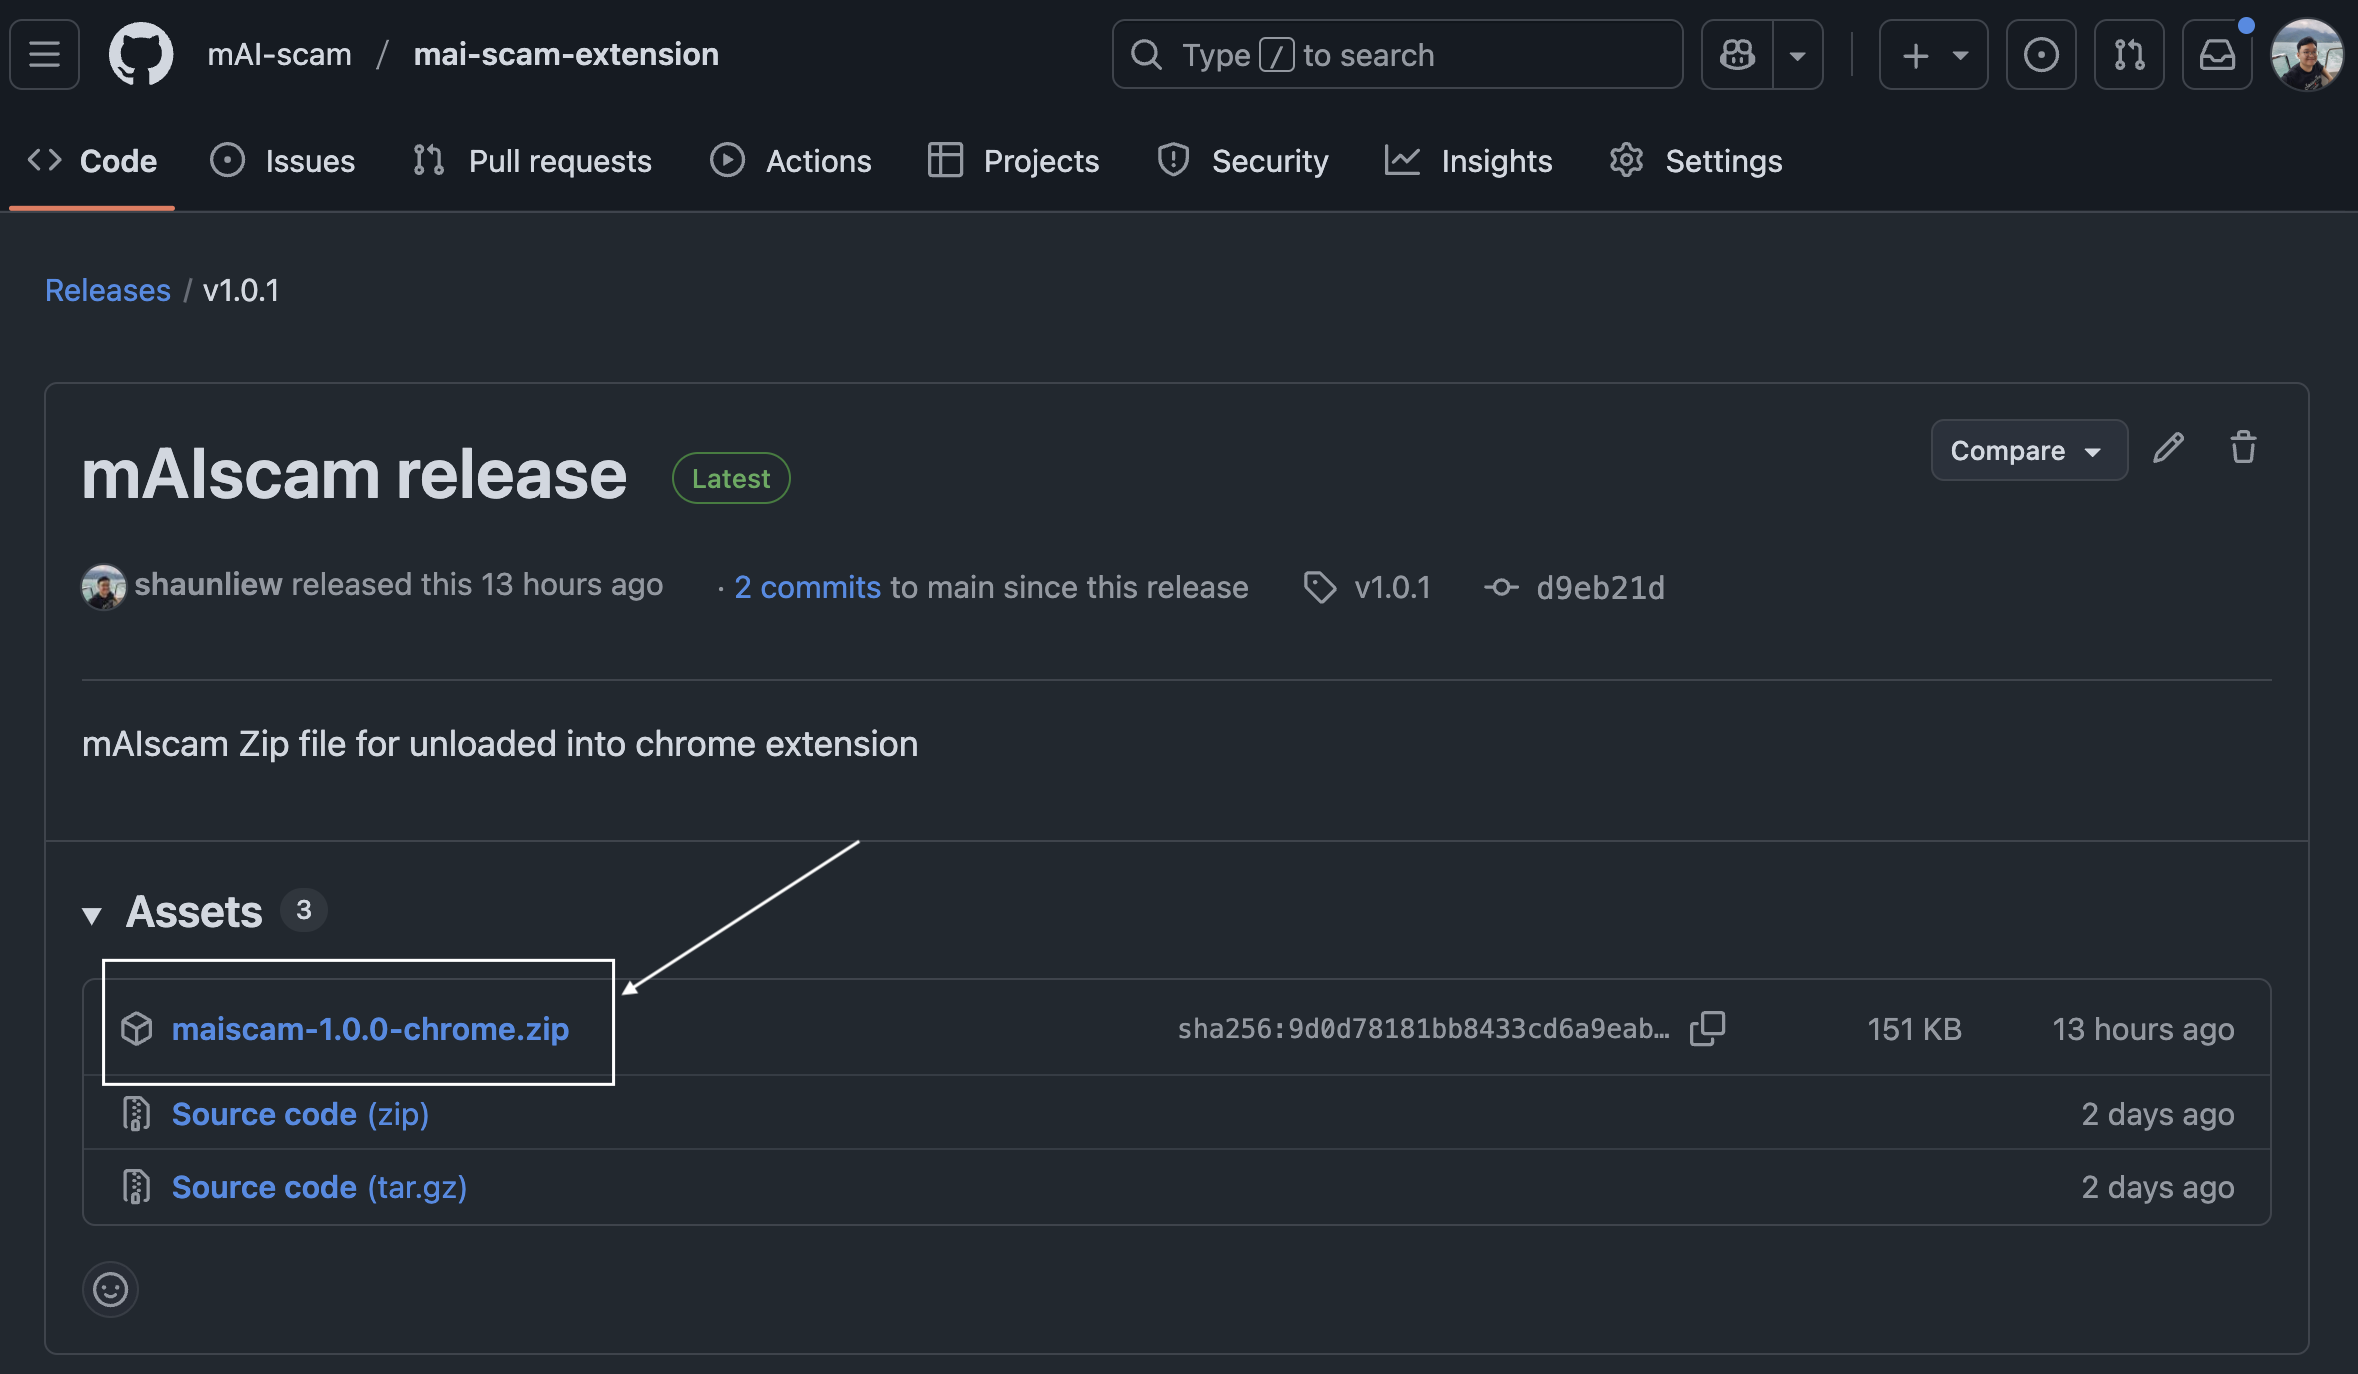 mAI-scam / mai-scam-extension
Type / to search
Code Issues Pull requests Actions Projects Security Insights Settings
Releases / v1.0.1
mAIscam release Latest
Compare
shaunliew released this 13 hours ago · 2 commits to main since this release v1.0.1 d9eb21d
mAIscam Zip file for unloaded into chrome extension
Assets 3
maiscam-1.0.0-chrome.zip sha256:9d0d78181bb8433cd6a9eab… 151 KB 13 hours ago
Source code (zip) 2 days ago
Source code (tar.gz) 2 days ago